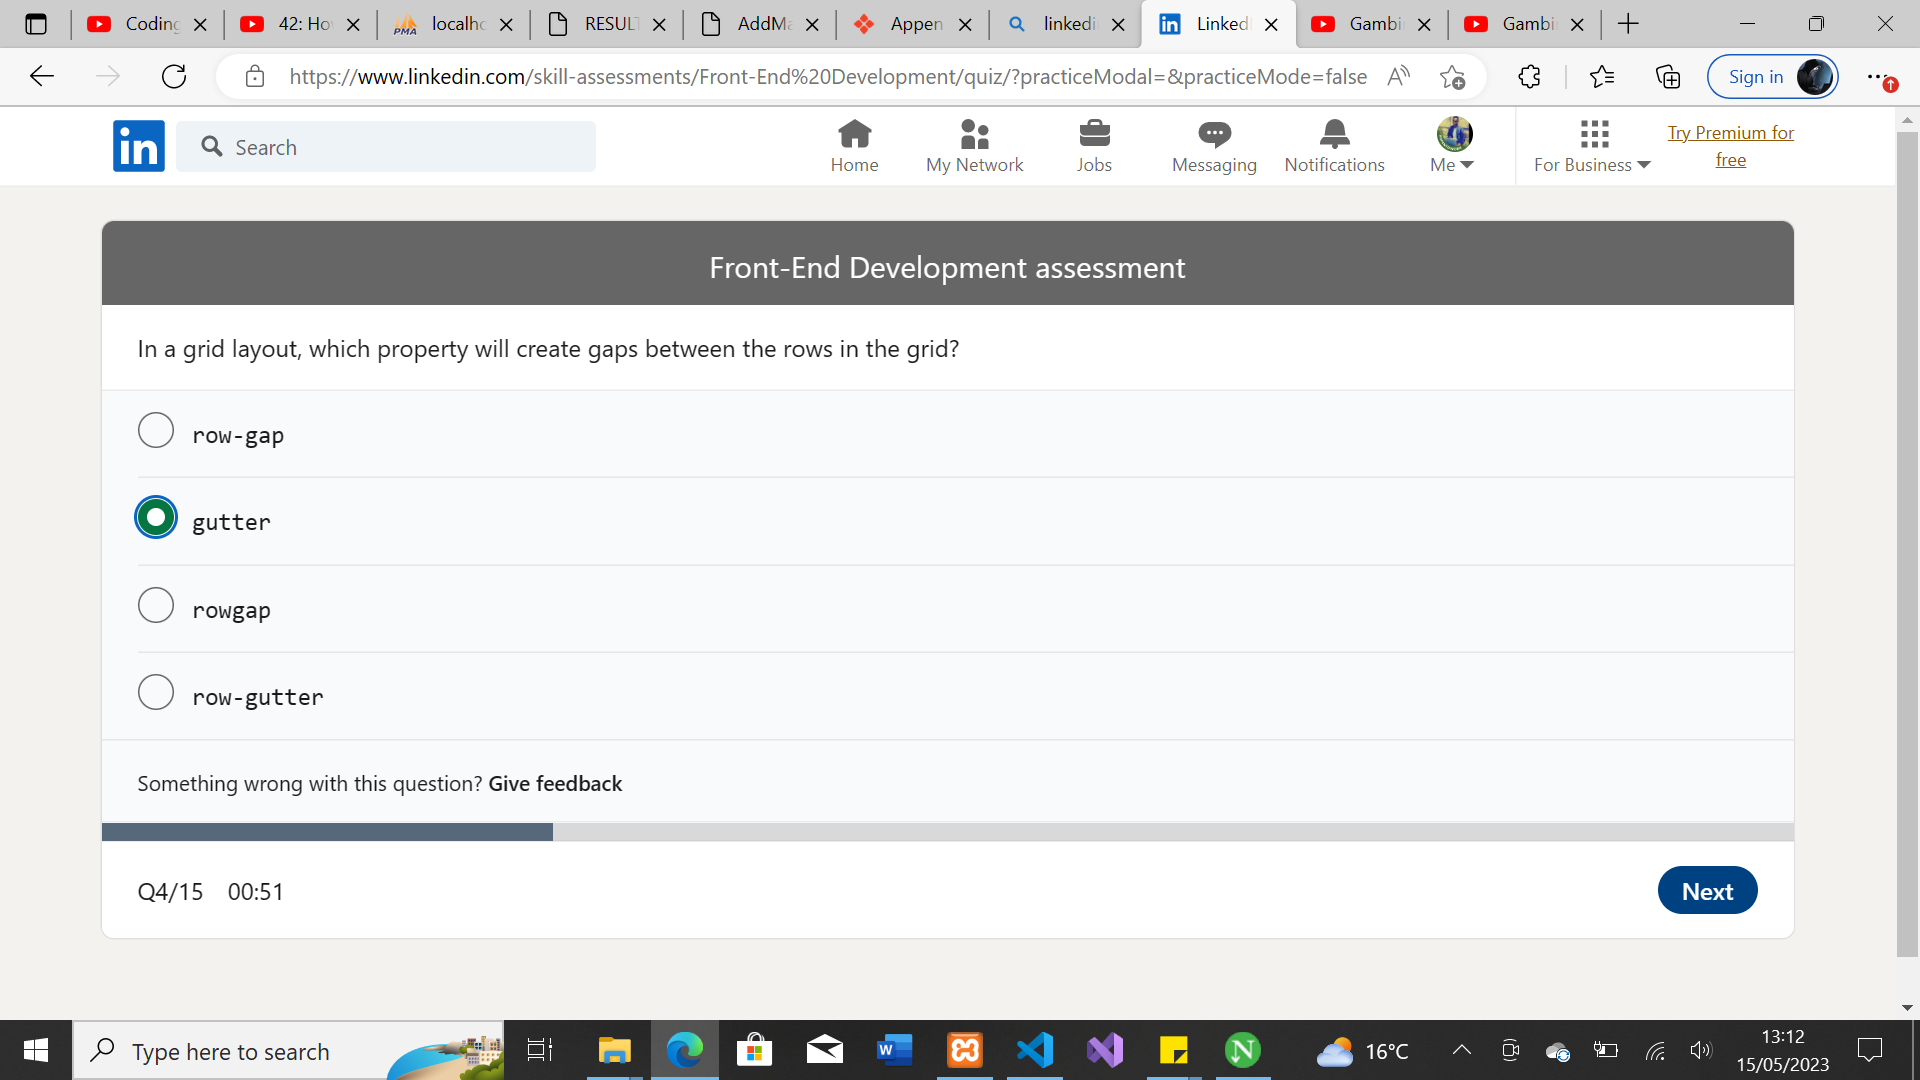 Coding
42: Ho
localho
RESUL
AddMa
Appen
linkedi
Linked
Gambi
Gambi
https://www.linkedin.com/skill-assessments/Front-End%20Development/quiz/?practiceModal=&practiceMode=false
Sign in
in
Search
Home
My Network
Jobs
Messaging
Notifications
Me
For Business
Try Premium for
free
Front-End Development assessment
In a grid layout, which property will create gaps between the rows in the grid?
row-gap
gutter
rowgap
row-gutter
Something wrong with this question? Give feedback
Q4/15 00:51
Next
Type here to search
16°C
13:12
15/05/2023